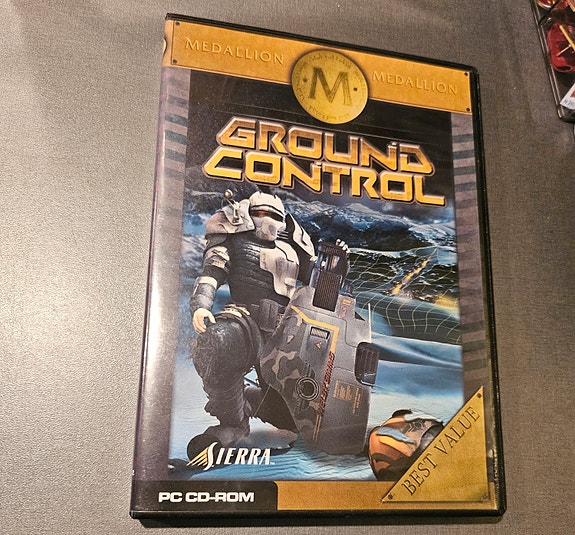 MEDALLION
M
MEDALLION
GROUND
CONTROL
SIERRA
BEST VALUE
PC CD-ROM